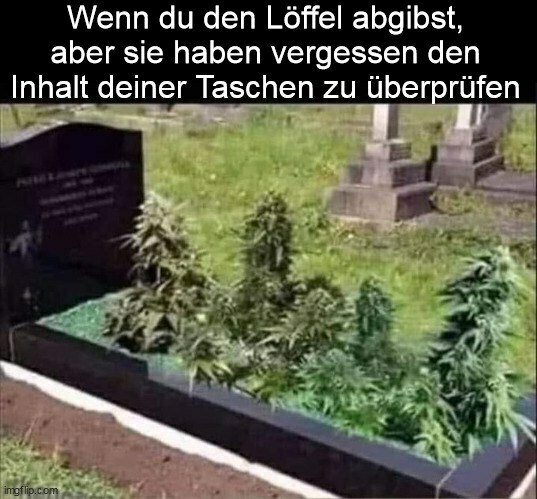 Wenn du den Löffel abgibst,
aber sie haben vergessen den
Inhalt deiner Taschen zu überprüfen
imgflip.com